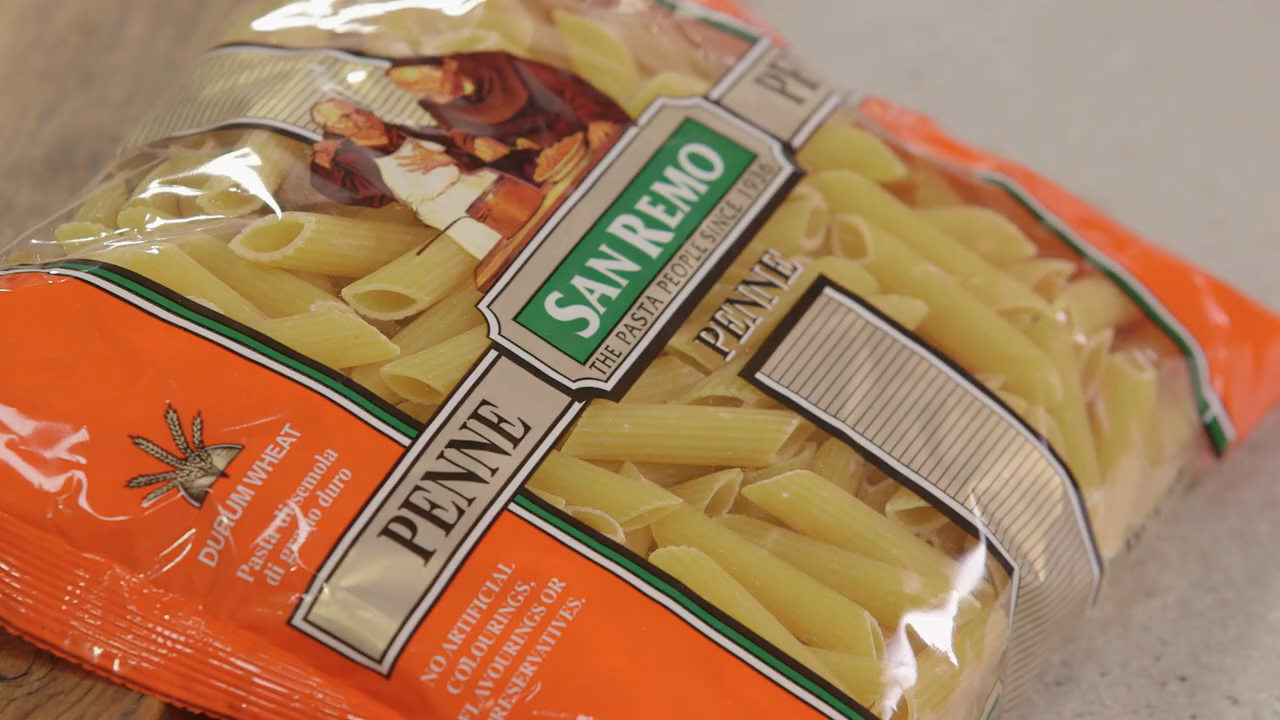 PE
SAN REMO
THE PASTA PEOPLE SINCE 1936
PENNE
PENNE
DURUM WHEAT
Pasta di semola
di grano duro
NO ARTIFICIAL
COLOURINGS,
FLAVOURINGS OR
PRESERVATIVES.